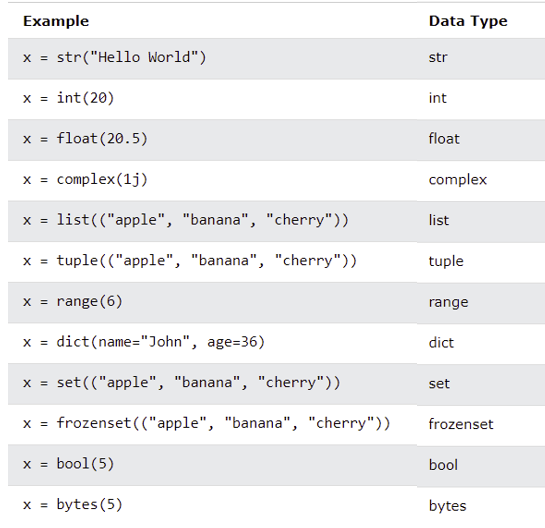 Example Data Type
x = str("Hello World") str
x = int(20) int
x = float(20.5) float
x = complex(1j) complex
x = list(("apple", "banana", "cherry")) list
x = tuple(("apple", "banana", "cherry")) tuple
x = range(6) range
x = dict(name="John", age=36) dict
x = set(("apple", "banana", "cherry")) set
x = frozenset(("apple", "banana", "cherry")) frozenset
x = bool(5) bool
x = bytes(5) bytes